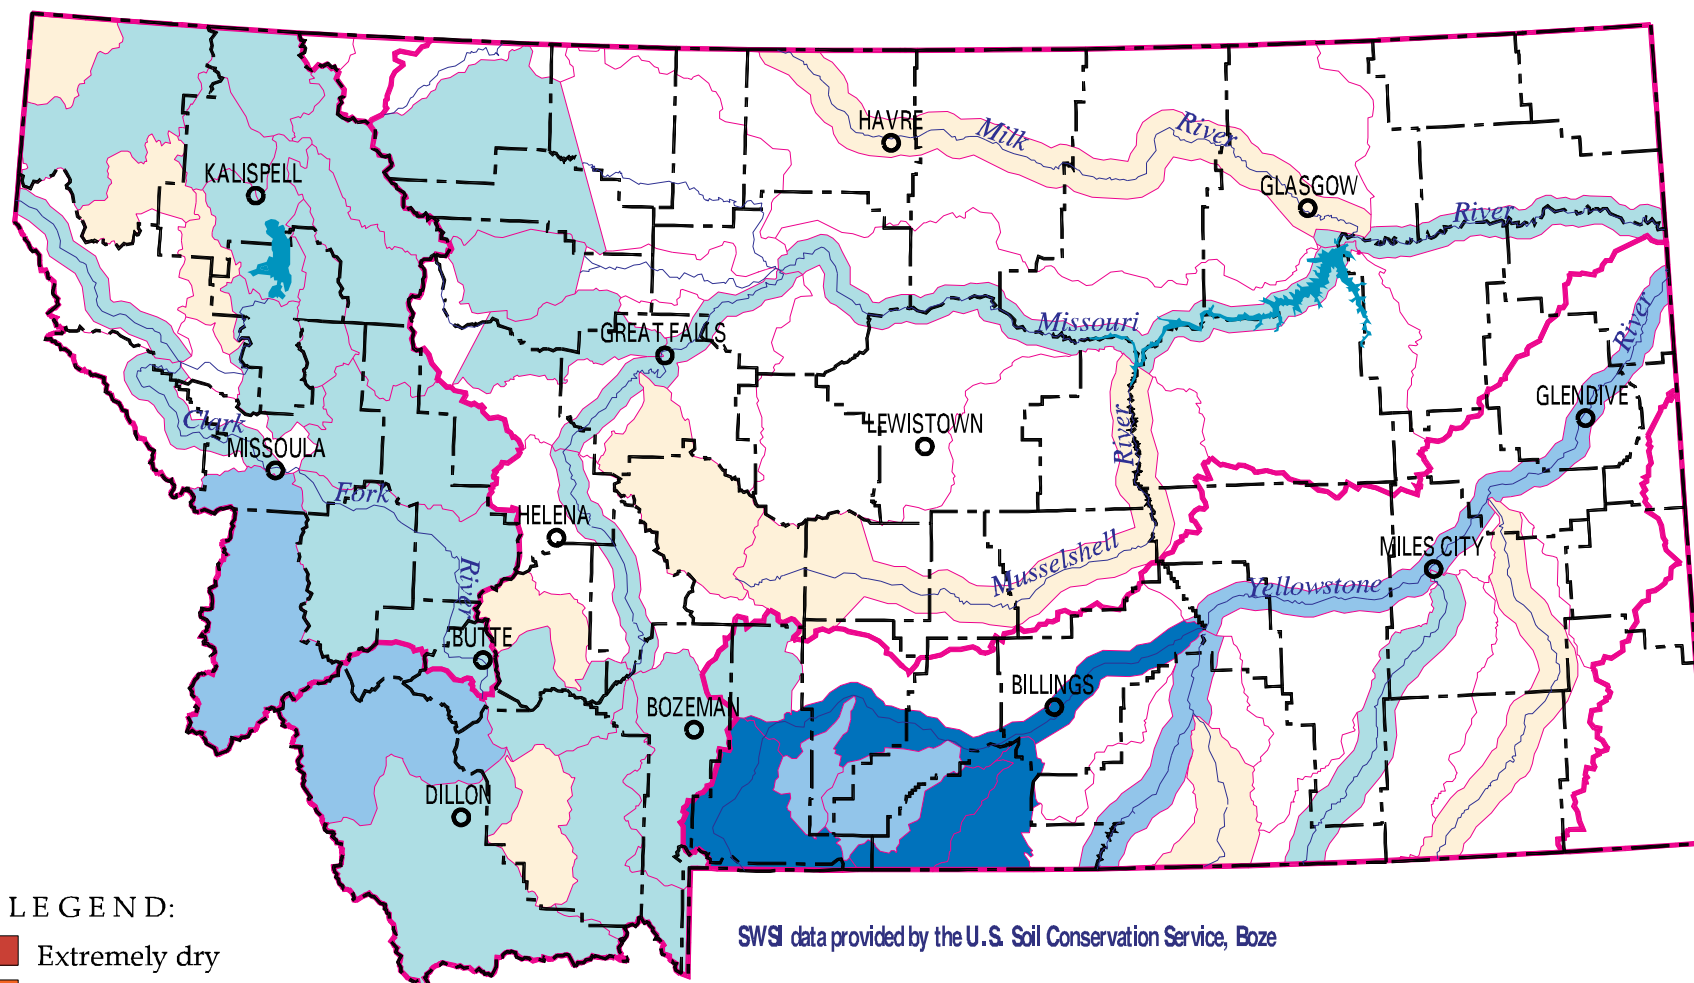 HAVRE
Milk
River
KALISPELL
GLASGOW
River
River
Missouri
GREAT FALLS
GLENDIVE
LEWISTOWN
River
Clark
MISSOULA
Fork
HELENA
MILES CITY
Musselshell
River
Yellowstone
BUTTE
BILLINGS
BOZEMAN
DILLON
LEGEND:
SWSI data provided by the U.S. Soil Conservation Service, Boze
Extremely dry